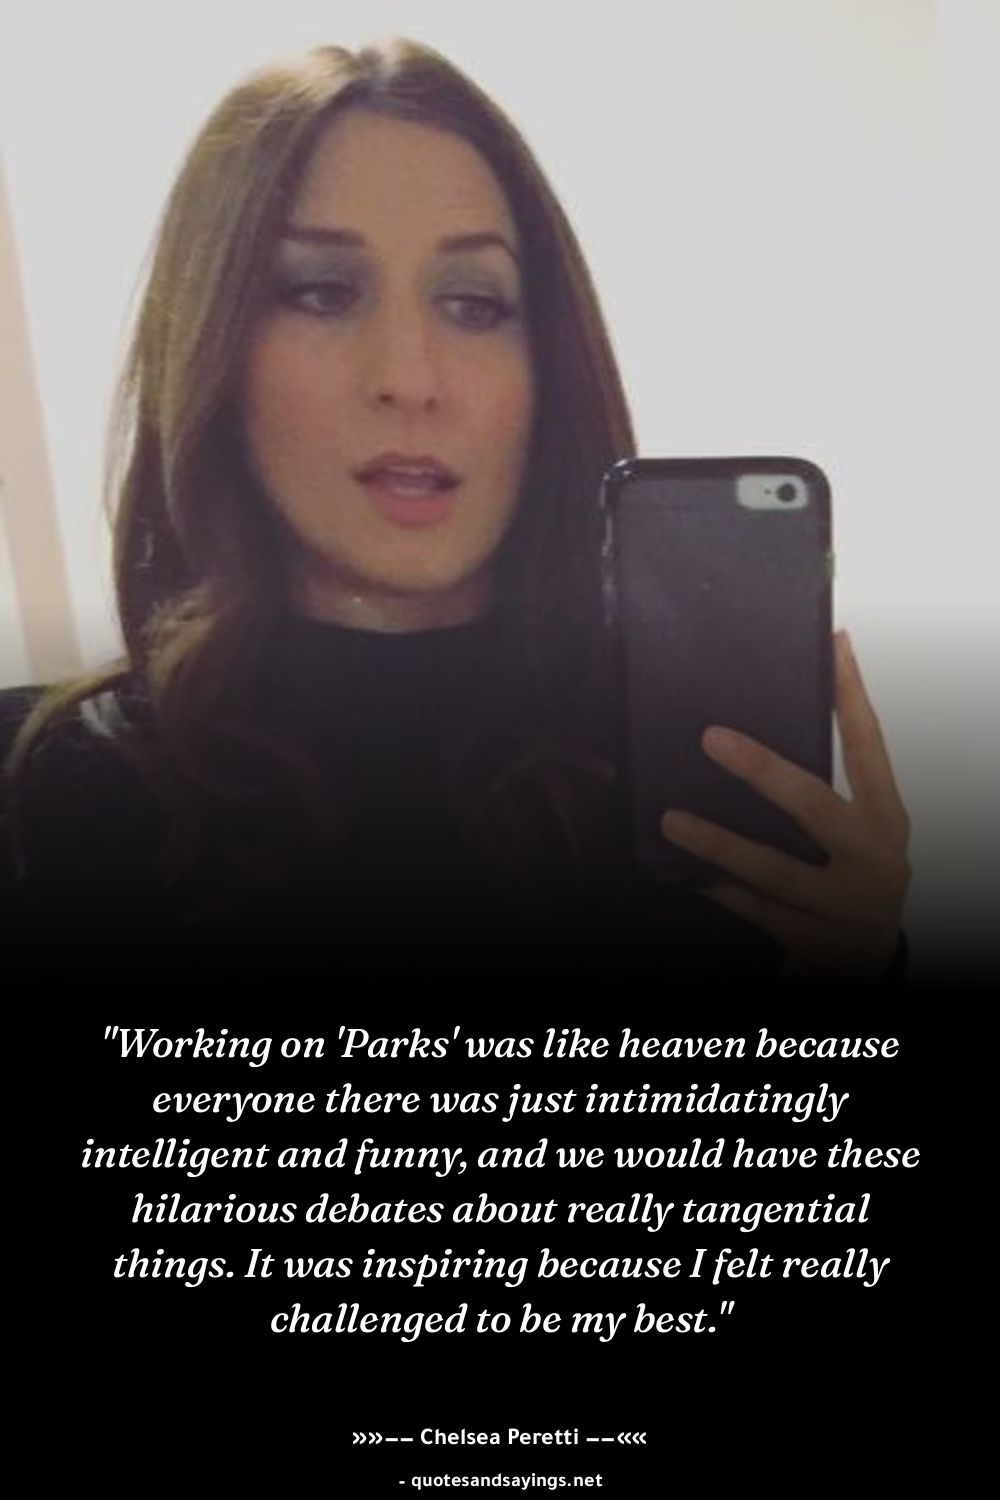 "Working on 'Parks' was like heaven because
everyone there was just intimidatingly
intelligent and funny, and we would have these
hilarious debates about really tangential
things. It was inspiring because I felt really
challenged to be my best."
»»−− Chelsea Peretti −−««
- quotesandsayings.net